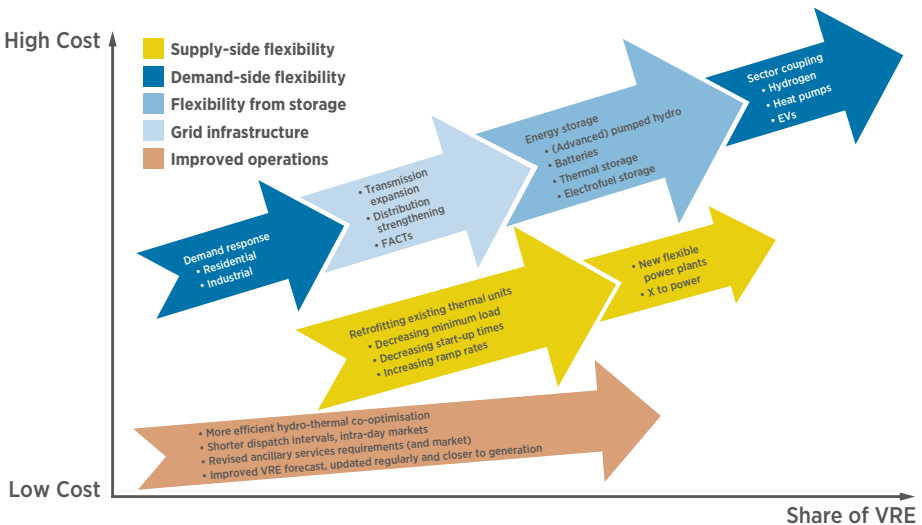 High Cost
Supply-side flexibility
Demand-side flexibility
Flexibility from storage
Grid infrastructure
Improved operations
Demand response
• Residential
• Industrial
• Transmission
expansion
• Distribution
strengthening
• FACTs
Energy storage
• (Advanced) pumped hydro
• Batteries
• Thermal storage
• Electrofuel storage
Sector coupling
• Hydrogen
• Heat pumps
• EVs
Retrofitting existing thermal units
• Decreasing minimum load
• Decreasing start-up times
• Increasing ramp rates
• New flexible
power plants
• X to power
• More efficient hydro-thermal co-optimisation
• Shorter dispatch intervals, intra-day markets
• Revised ancillary services requirements (and market)
• Improved VRE forecast, updated regularly and closer to generation
Low Cost
Share of VRE